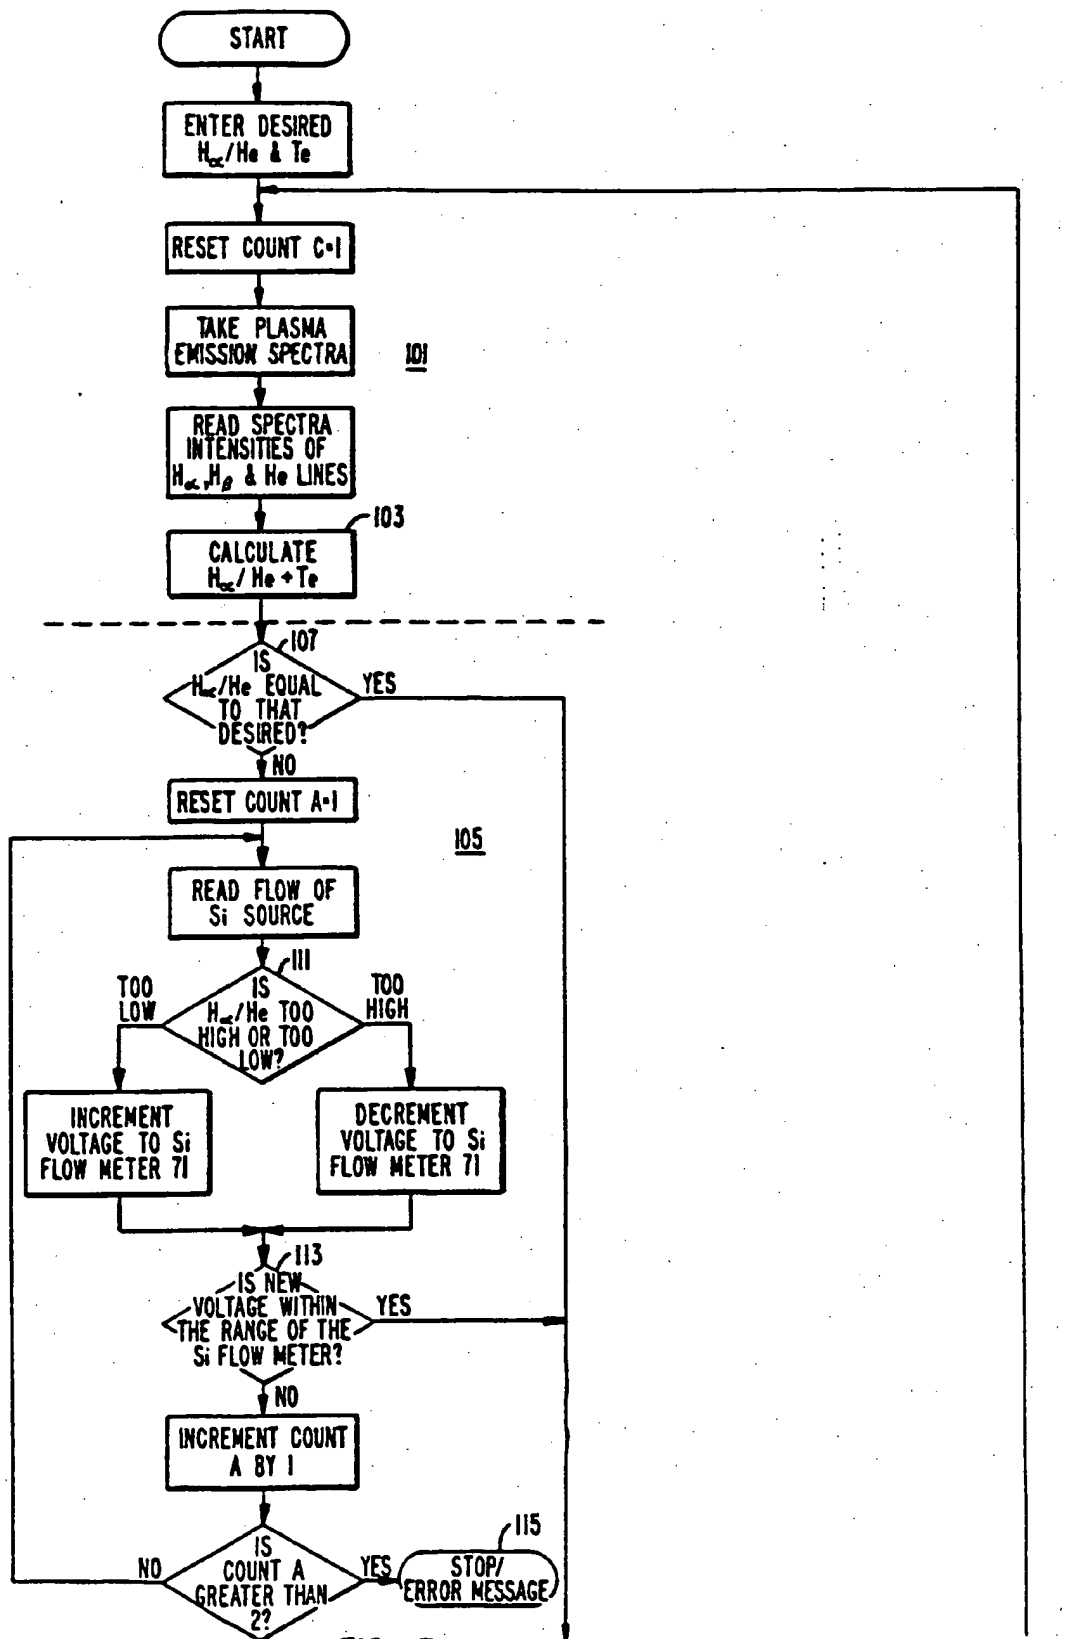 START
ENTER DESIRED
H∝/He & Te
RESET COUNT C=1
TAKE PLASMA
EMISSION SPECTRA
101
READ SPECTRA
INTENSITIES OF
H∝, Hβ & He LINES
103
CALCULATE
H∝/He + Te
107
IS
H∝/He EQUAL
TO THAT
DESIRED?
YES
NO
RESET COUNT A=1
105
READ FLOW OF
Si SOURCE
111
IS
H∝/He TOO
HIGH OR TOO
LOW?
TOO
LOW
TOO
HIGH
INCREMENT
VOLTAGE TO Si
FLOW METER 71
DECREMENT
VOLTAGE TO Si
FLOW METER 71
113
IS NEW
VOLTAGE WITHIN
THE RANGE OF THE
Si FLOW METER?
YES
NO
INCREMENT COUNT
A BY 1
IS
COUNT A
GREATER THAN
2?
NO
YES
115
STOP/
ERROR MESSAGE